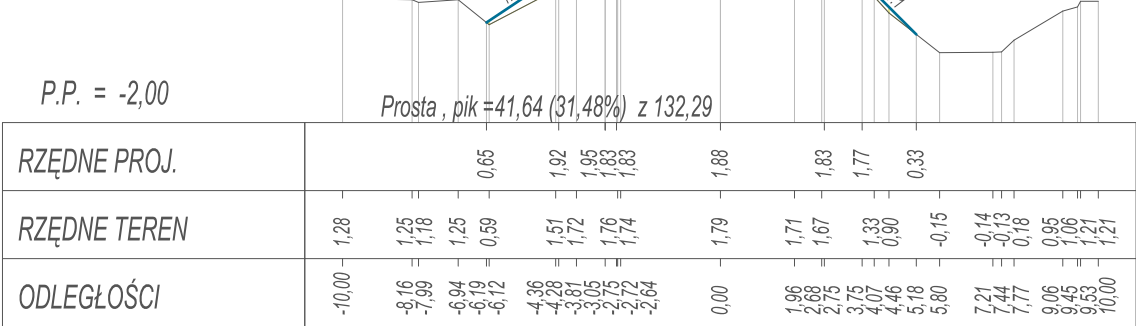 P.P. = -2,00
Prosta , pik =41,64 (31,48%) z 132,29
RZĘDNE PROJ. 0,65 1,92 1,95 1,83 1,83 1,88 1,83 1,77 0,33
RZĘDNE TEREN 1,28 1,25 1,18 1,25 0,59 1,51 1,72 1,76 1,74 1,79 1,71 1,67 1,33 0,90 -0,15 -0,14 -0,13 0,18 0,95 1,06 1,21 1,21
ODLEGŁOŚCI -10,00 -8,16 -7,99 -6,94 -6,19 -6,12 -4,36 -4,28 -3,81 -3,05 -2,75 -2,72 -2,64 0,00 1,96 2,68 2,75 3,75 4,07 4,46 5,18 5,80 7,21 7,44 7,77 9,06 9,45 9,53 10,00